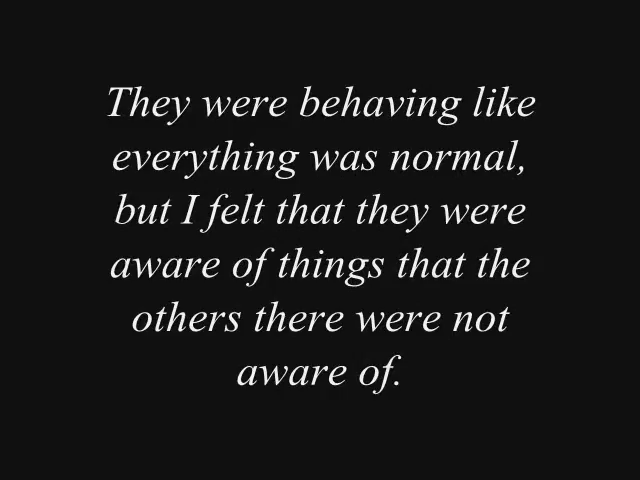 They were behaving like
everything was normal,
but I felt that they were
aware of things that the
others there were not
aware of.